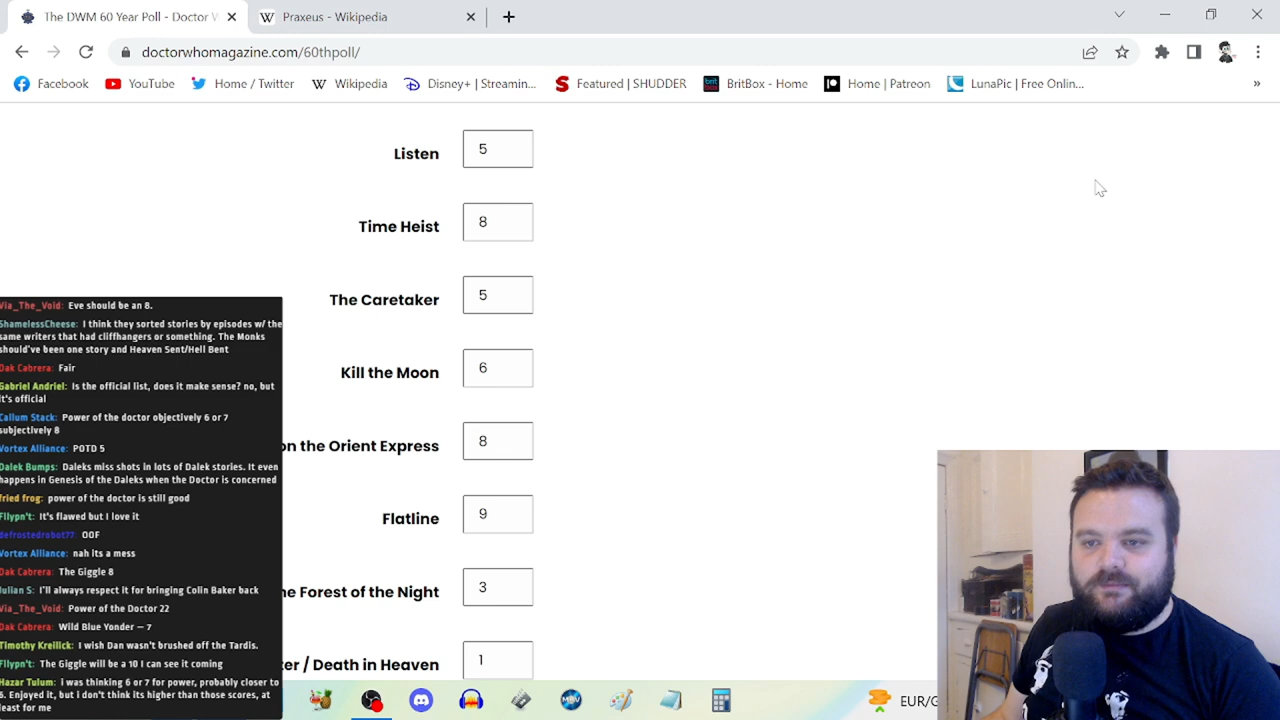 The DWM 60 Year Poll - Doctor W
Praxeus - Wikipedia
doctorwhomagazine.com/60thpoll/
Facebook
YouTube
Home / Twitter
Wikipedia
Disney+ | Streamin...
Featured | SHUDDER
BritBox - Home
Home | Patreon
LunaPic | Free Onlin...
»
Listen 5
Time Heist 8
The Caretaker 5
Kill the Moon 6
on the Orient Express 8
Flatline 9
he Forest of the Night 3
ter / Death in Heaven 1
Via_The_Void: Eve should be an 8.
ShamelessCheese: I think they sorted stories by episodes w/ the
same writers that had cliffhangers or something. The Monks
should've been one story and Heaven Sent/Hell Bent
Dak Cabrera: Fair
Gabriel Andriel: Is the official list, does it make sense? no, but
it's official
Callum Stack: Power of the doctor objectively 6 or 7
subjectively 8
Vortex Alliance: POTD 5
Dalek Bumps: Daleks miss shots in lots of Dalek stories. It even
happens in Genesis of the Daleks when the Doctor is concerned
fried frog: power of the doctor is still good
Fllypn't: It's flawed but I love it
defrostedrobot77: OOF
Vortex Alliance: nah its a mess
Dak Cabrera: The Giggle 8
Julian S: I'll always respect it for bringing Colin Baker back
Via_The_Void: Power of the Doctor 22
Dak Cabrera: Wild Blue Yonder – 7
Timothy Kreilick: I wish Dan wasn't brushed off the Tardis.
Fllypn't: The Giggle will be a 10 I can see it coming
Hazar Tulum: i was thinking 6 or 7 for power, probably closer to
6. Enjoyed it, but i don't think its higher than those scores, at
least for me
EUR/G